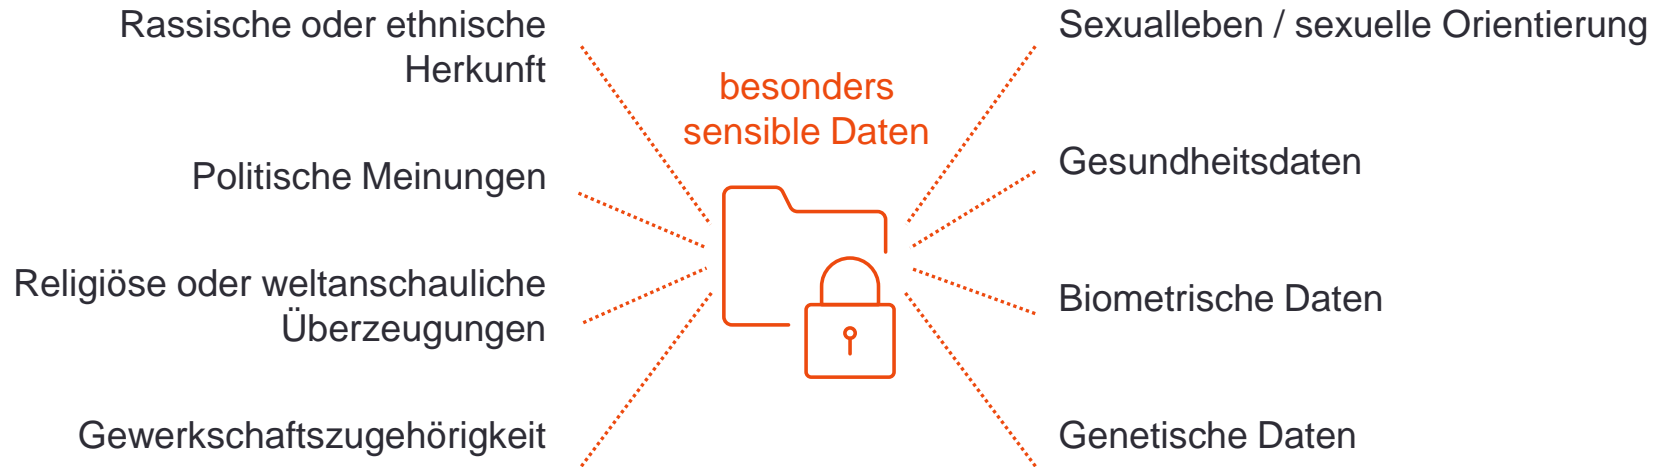 Rassische oder ethnische
Herkunft
Politische Meinungen
Religiöse oder weltanschauliche
Überzeugungen
Gewerkschaftszugehörigkeit
besonders
sensible Daten
Sexualleben / sexuelle Orientierung
Gesundheitsdaten
Biometrische Daten
Genetische Daten